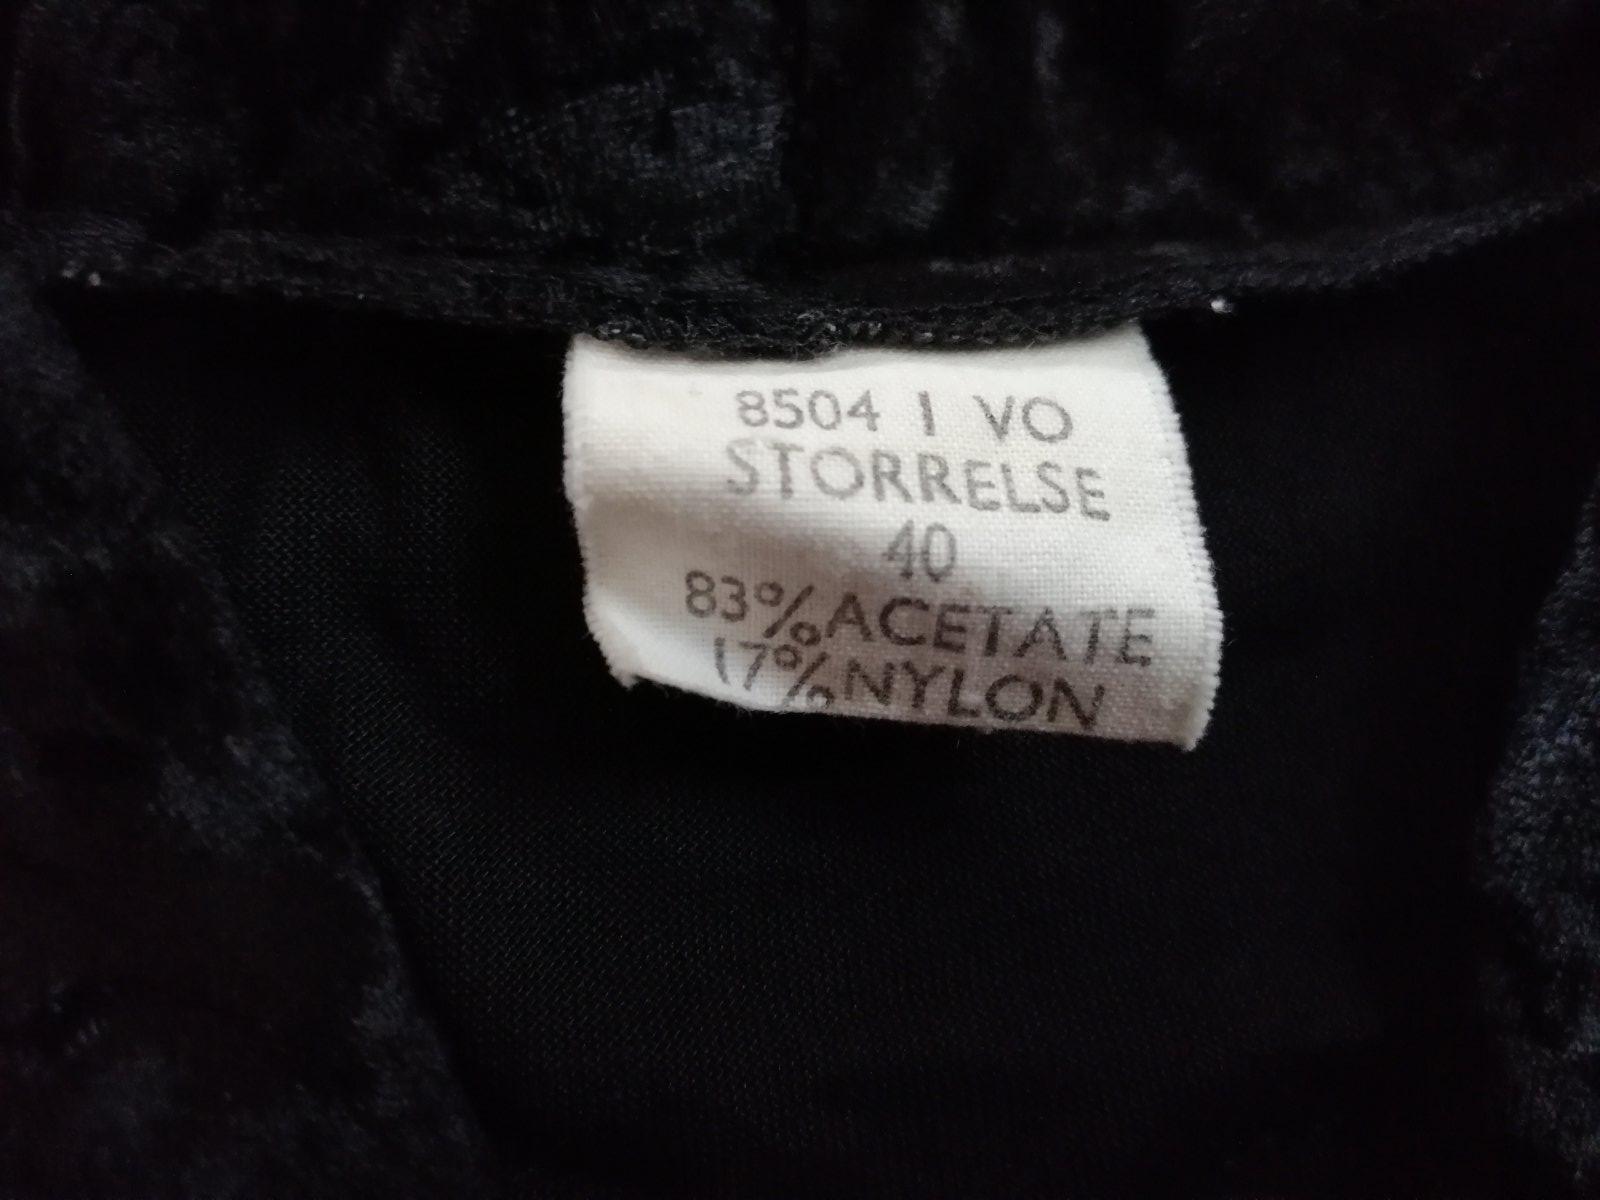 8504 I VO
STORRELSE
40
83% ACETATE
17% NYLON